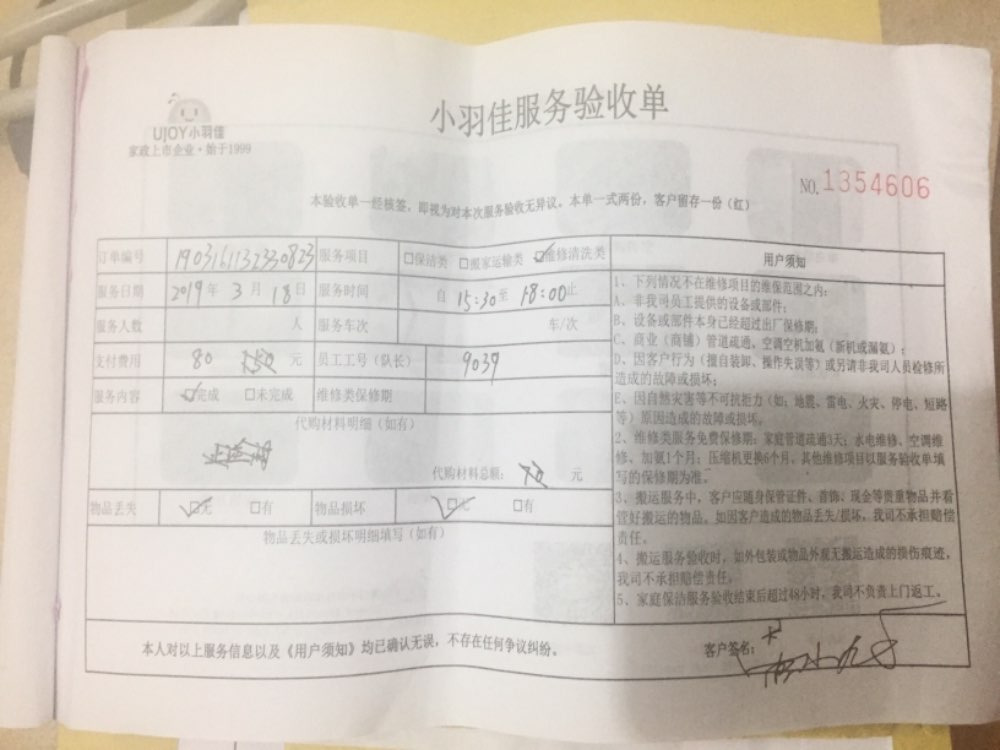 小羽佳服务验收单
UJOY小羽佳
家政上市企业·始于1999
NO.1354606
本验收单一经核签,即视为对本次服务验收无异议。本单一式两份,客户留存一份(红)
订单编号 190316113233082​3 服务项目 □保洁类 □搬家运输类 ☑维修清洗类
服务日期 2019年3月18日 服务时间 自15:30至18:00止
服务人数 人 服务车次 车/次
支付费用 80 元 员工工号(队长) 9039
服务内容 ☑完成 □未完成 维修类保修期
代购材料明细(如有)
代购材料总额: 元
物品丢失 ☑无 □有 物品损坏 ☑无 □有
物品丢失或损坏明细填写(如有)
用户须知
1、下列情况不在维修项目的维保范围之内:
A、非我司员工提供的设备或部件;
B、设备或部件本身已经超过出厂保修期;
C、商业(商铺)管道疏通,空调空机加氨(新机或漏氨);
D、因客户行为(擅自装卸、操作失误等)或另请非我司人员检修所
造成的故障或损坏;
E、因自然灾害等不可抗拒力(如:地震、雷电、火灾、停电、短路
等)原因造成的故障或损坏。
2、维修类服务免费保修期:家庭管道疏通3天;水电维修、空调维
修、加氨1个月;压缩机更换6个月,其他维修项目以服务验收单填
写的保修期为准。
3、搬运服务中,客户应随身保管证件、首饰、现金等贵重物品并看
管好搬运的物品。如因客户造成的物品丢失/损坏,我司不承担赔偿
责任。
4、搬运服务验收时,如外包装或物品外观无搬运造成的损伤痕迹,
我司不承担赔偿责任。
5、家庭保洁服务验收结束后超过48小时,我司不负责上门返工。
本人对以上服务信息以及《用户须知》均已确认无误,不存在任何争议纠纷。
客户签名: